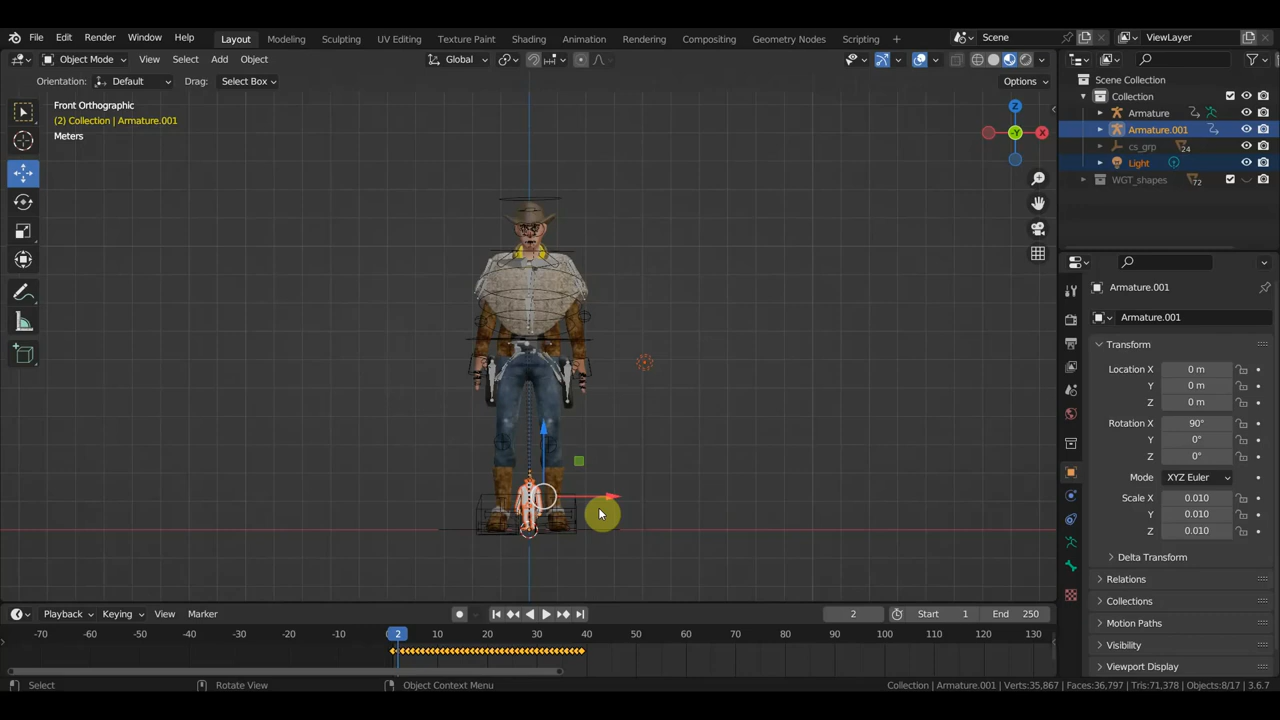 File Edit Render Window Help Layout Modeling Sculpting UV Editing Texture Paint Shading Animation Rendering Compositing Geometry Nodes Scripting + Scene ViewLayer
Object Mode View Select Add Object Global
Orientation: Default Drag: Select Box Options
Front Orthographic
(2) Collection | Armature.001
Meters
Z
-Y
X
Scene Collection
Collection
Armature
Armature.001
cs_grp 24
Light
WGT_shapes 72
Armature.001
Armature.001
Transform
Location X 0 m
Y 0 m
Z 0 m
Rotation X 90°
Y 0°
Z 0°
Mode XYZ Euler
Scale X 0.010
Y 0.010
Z 0.010
Delta Transform
Relations
Collections
Motion Paths
Visibility
Viewport Display
Playback Keying View Marker 2 Start 1 End 250
-70 -60 -50 -40 -30 -20 -10 2 10 20 30 40 50 60 70 80 90 100 110 120 130
Select Rotate View Object Context Menu Collection | Armature.001 | Verts:35,867 | Faces:36,797 | Tris:71,378 | Objects:8/17 | 3.6.7